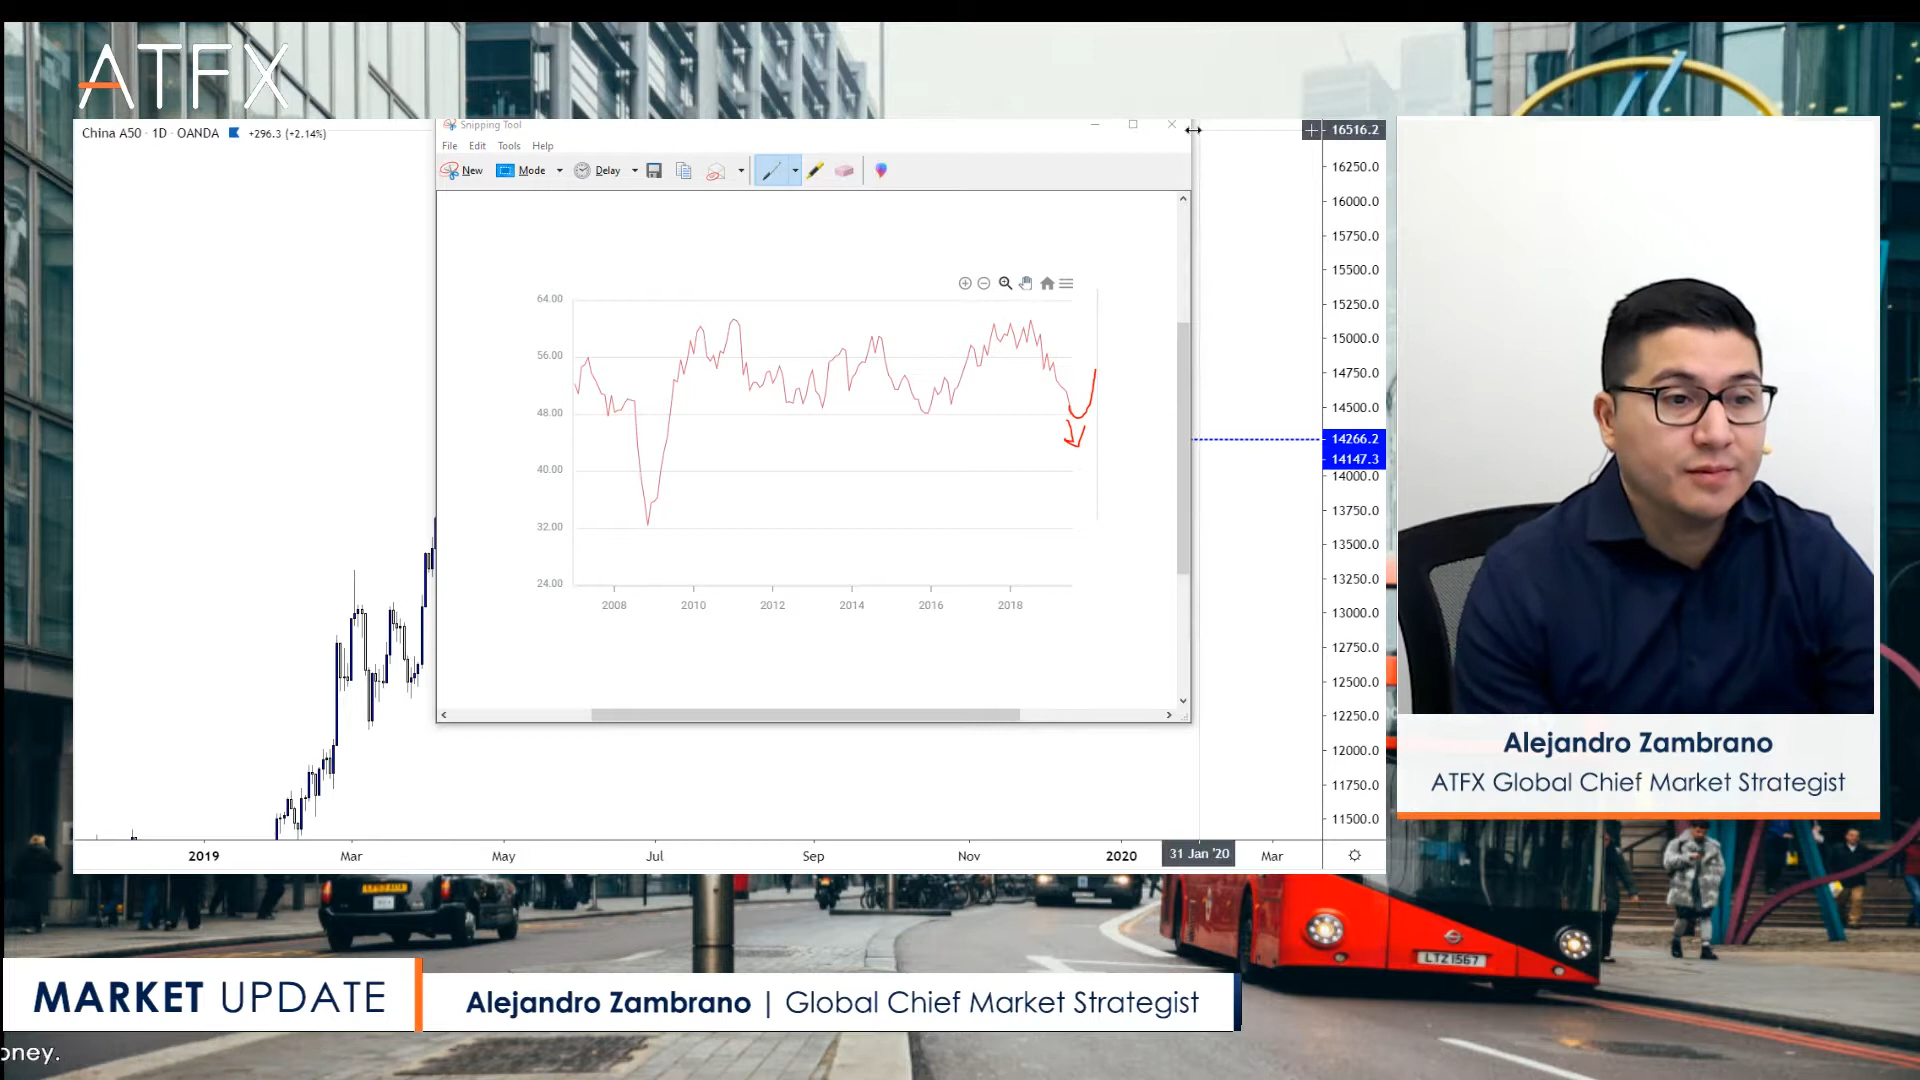 ATFX
China A50 · 1D · OANDA +296.3 (+2.14%)
Snipping Tool
File Edit Tools Help
New Mode Delay
64.00
56.00
48.00
40.00
32.00
24.00
2008 2010 2012 2014 2016 2018
16516.2
16250.0
16000.0
15750.0
15500.0
15250.0
15000.0
14750.0
14500.0
14266.2
14147.3
14000.0
13750.0
13500.0
13250.0
13000.0
12750.0
12500.0
12250.0
12000.0
11750.0
11500.0
2019 Mar May Jul Sep Nov 2020 31 Jan '20 Mar
Alejandro Zambrano
ATFX Global Chief Market Strategist
LTZ1567
MARKET UPDATE
Alejandro Zambrano | Global Chief Market Strategist
oney.